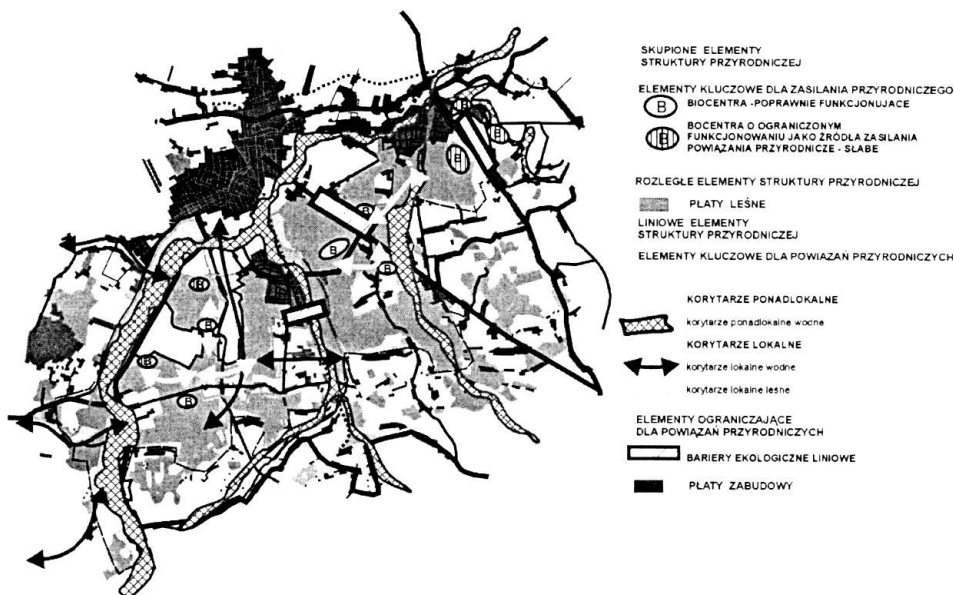 SKUPIONE ELEMENTY
STRUKTURY PRZYRODNICZEJ
ELEMENTY KLUCZOWE DLA ZASILANIA PRZYRODNICZEGO
B BIOCENTRA - POPRAWNIE FUNKCJONUJACE
BOCENTRA O OGRANICZONYM
B FUNKCJONOWANIU JAKO ŹRÓDŁA ZASILANIA
POWIĄZANIA PRZYRODNICZE - SŁABE
ROZLEGŁE ELEMENTY STRUKTURY PRZYRODNICZEJ
PŁATY LEŚNE
LINIOWE ELEMENTY
STRUKTURY PRZYRODNICZEJ
ELEMENTY KLUCZOWE DLA POWIAZAŃ PRZYRODNICZYCH
KORYTARZE PONADLOKALNE
korytarze ponadlokalne wodne
KORYTARZE LOKALNE
korytarze lokalne wodne
korytarze lokalne leśne
ELEMENTY OGRANICZAJĄCE
DLA POWIĄZAŃ PRZYRODNICZYCH
BARIERY EKOLOGICZNE LINIOWE
PŁATY ZABUDOWY
B
B
B
B
B
B
B
B
B
B